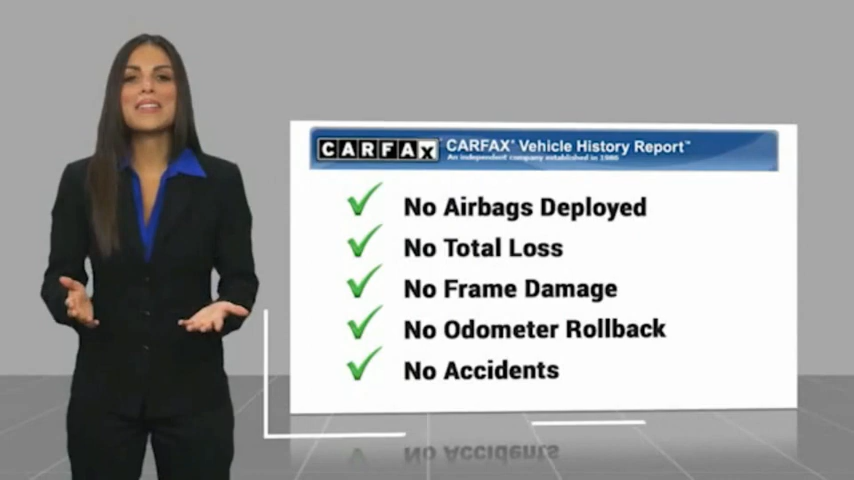 CARFAX CARFAX® Vehicle History Report™
An independent company established in 1986
No Airbags Deployed
No Total Loss
No Frame Damage
No Odometer Rollback
No Accidents
No Accidents